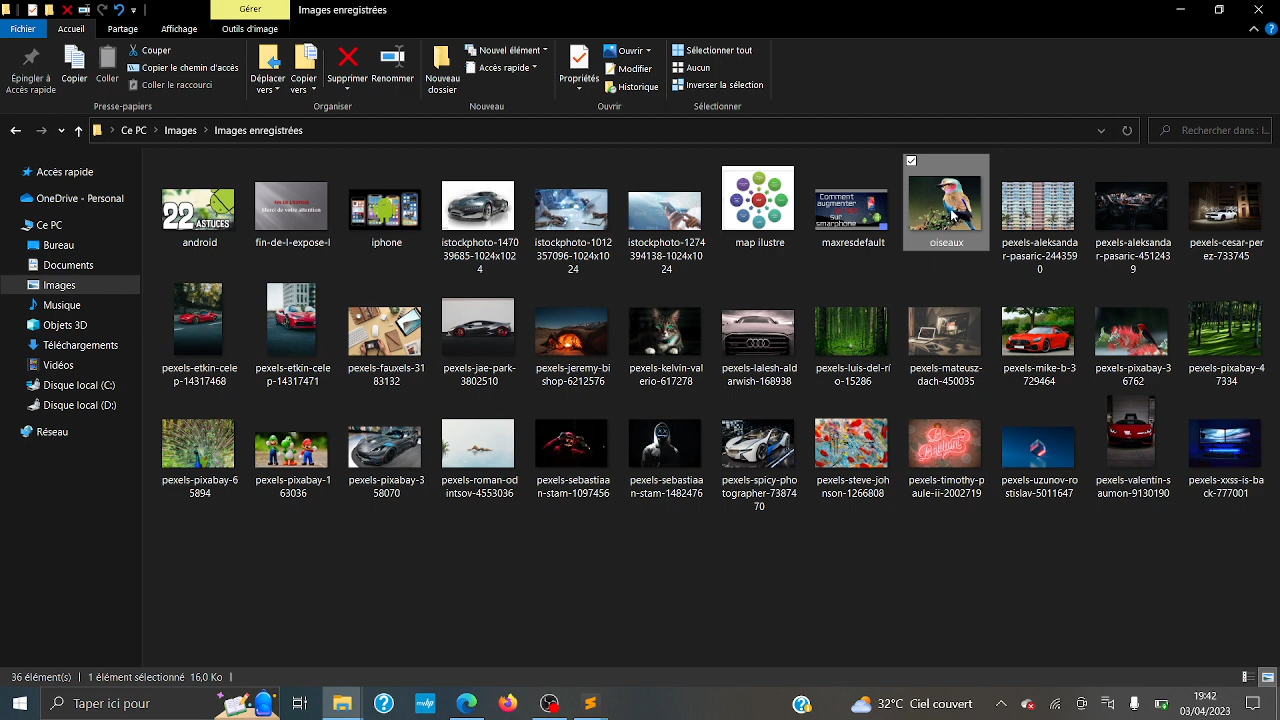 Gérer
Images enregistrées
Fichier
Accueil
Partage
Affichage
Outils d'image
Épingler à
Accès rapide
Copier
Coller
Couper
Copier le chemin d'accès
Coller le raccourci
Déplacer
vers
Copier
vers
Supprimer
Renommer
Nouveau
dossier
Nouvel élément
Accès rapide
Propriétés
Ouvrir
Modifier
Historique
Sélectionner tout
Aucun
Inverser la sélection
Presse-papiers
Organiser
Nouveau
Ouvrir
Sélectionner
Ce PC
Images
Images enregistrées
Rechercher dans : I...
Accès rapide
OneDrive - Personal
Ce PC
Bureau
Documents
Images
Musique
Objets 3D
Téléchargements
Vidéos
Disque local (C:)
Disque local (D:)
Réseau
22
ASTUCES
android
Merci de votre attention
fin-de-l-expose-l
iphone
istockphoto-1470
39685-1024x102
4
istockphoto-1012
357096-1024x10
24
istockphoto-1274
394138-1024x10
24
map ilustre
Comment
augmenter
sur
smarphone
maxresdefault
oiseaux
pexels-aleksanda
r-pasaric-244359
0
pexels-aleksanda
r-pasaric-451243
9
pexels-cesar-per
ez-733745
pexels-etkin-cele
p-14317468
pexels-etkin-cele
p-14317471
pexels-fauxels-31
83132
pexels-jae-park-
3802510
pexels-jeremy-bi
shop-6212576
pexels-kelvin-val
erio-617278
pexels-lalesh-ald
arwish-168938
pexels-luis-del-rí
o-15286
pexels-mateusz-
dach-450035
pexels-mike-b-3
729464
pexels-pixabay-3
6762
pexels-pixabay-4
7334
pexels-pixabay-6
5894
pexels-pixabay-1
63036
pexels-pixabay-3
58070
pexels-roman-od
intsov-4553036
pexels-sebastiaa
n-stam-1097456
pexels-sebastiaa
n-stam-1482476
pexels-spicy-pho
tographer-73874
70
pexels-steve-joh
nson-1266808
Brilliant
pexels-timothy-p
aule-ii-2002719
pexels-uzunov-ro
stislav-5011647
pexels-valentin-s
aumon-9130190
pexels-xxss-is-ba
ck-777001
36 élément(s)
1 élément sélectionné 16,0 Ko
Taper ici pour
32°C Ciel couvert
19:42
03/04/2023